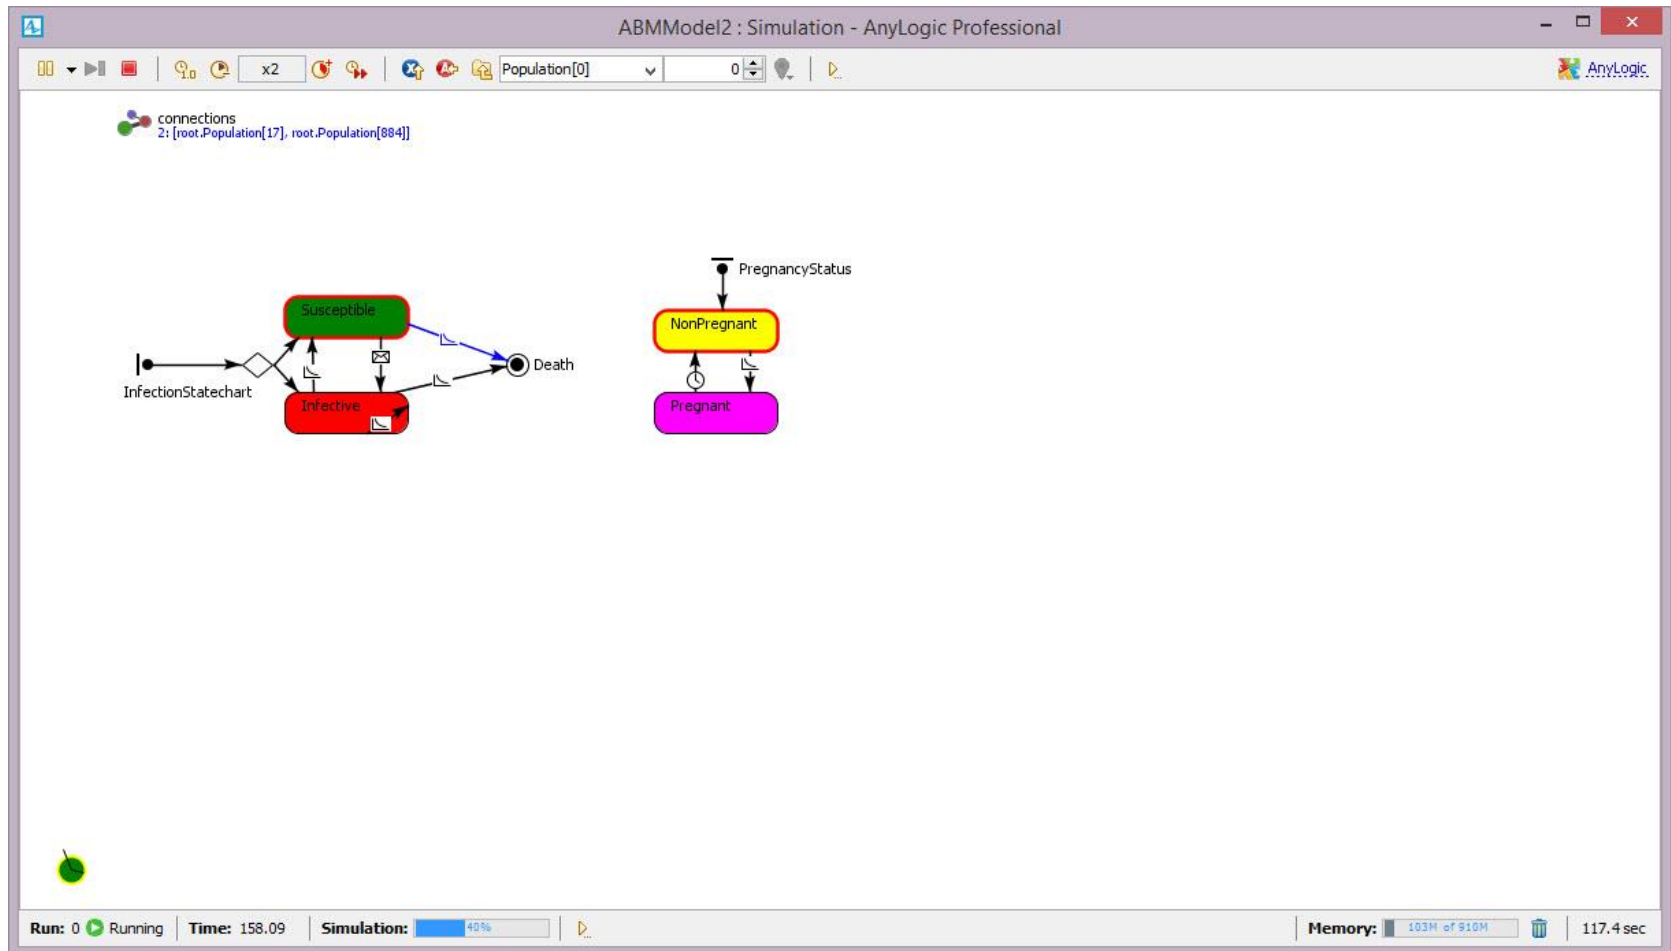 ABMModel2 : Simulation - AnyLogic Professional
x2
Population[0]
0
AnyLogic
connections
2: [root.Population[17], root.Population[884]]
PregnancyStatus
Susceptible
NonPregnant
Death
InfectionStatechart
Infective
Pregnant
Run: 0 Running
Time: 158.09
Simulation: 40%
Memory: 103M of 910M
117.4 sec